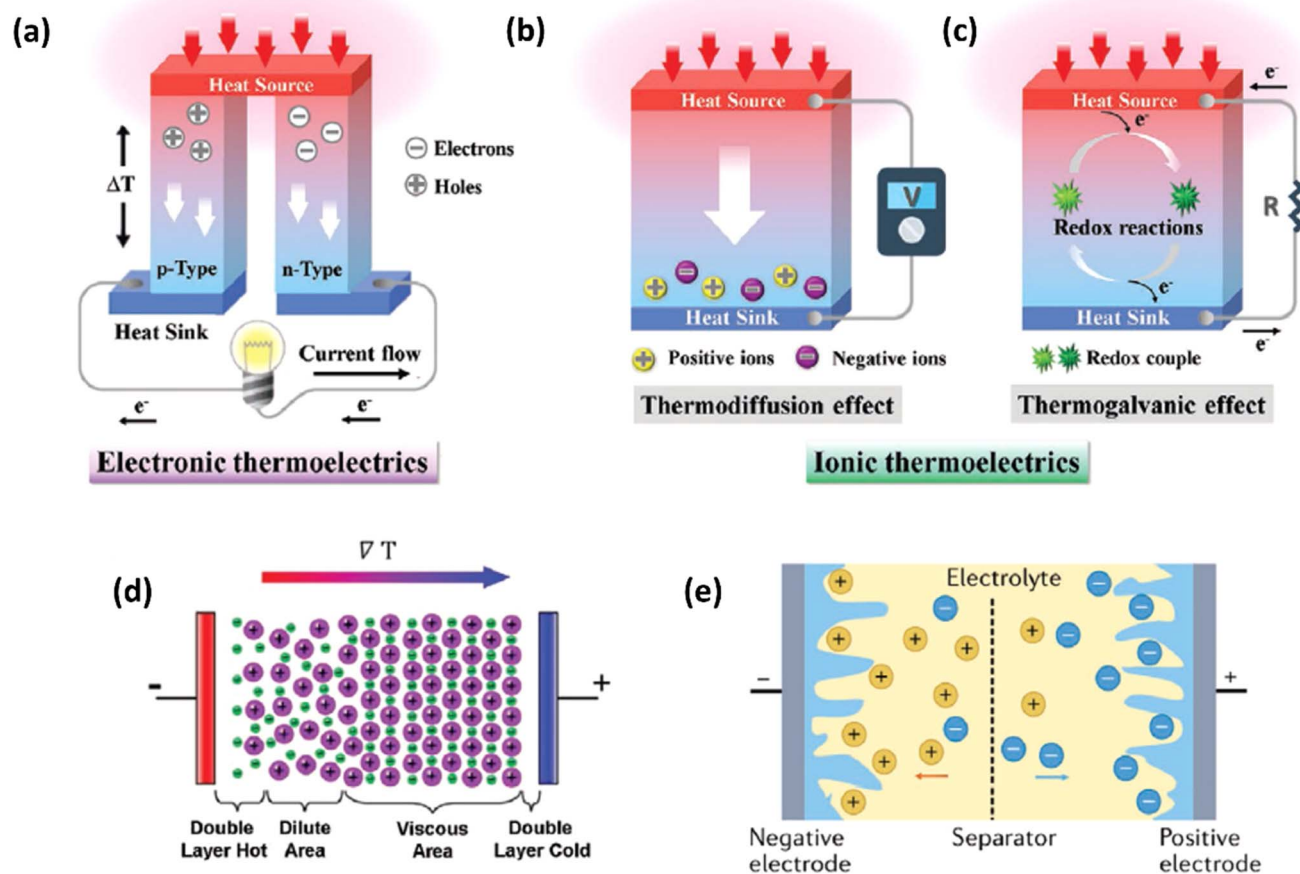 (a)
Heat Source
ΔT
Electrons
Holes
p-Type
n-Type
Heat Sink
Current flow
e-
e-
Electronic thermoelectrics
(b)
Heat Source
V
Heat Sink
Positive ions
Negative ions
Thermodiffusion effect
(c)
e-
Heat Source
e-
Redox reactions
R
e-
Heat Sink
e-
Redox couple
Thermogalvanic effect
Ionic thermoelectrics
(d)
∇ T
-
+
Double
Layer Hot
Dilute
Area
Viscous
Area
Double
Layer Cold
(e)
Electrolyte
−
+
Negative
electrode
Separator
Positive
electrode